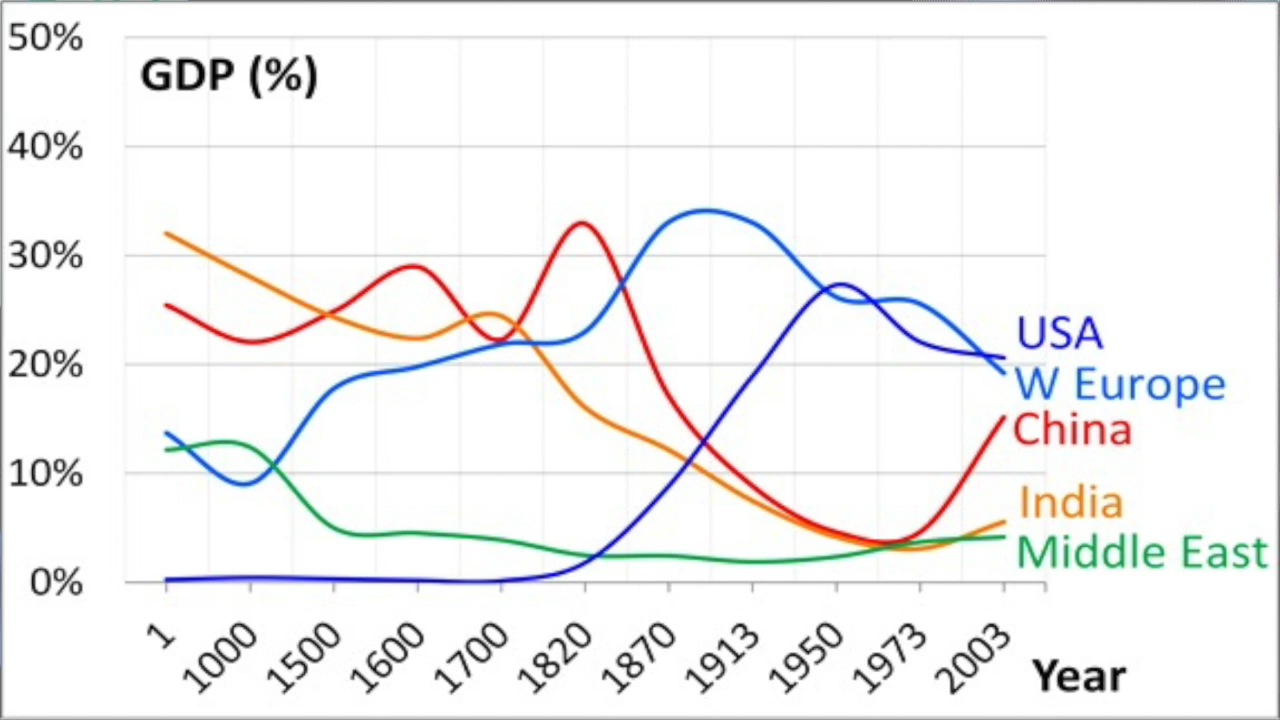 50%
GDP (%)
40%
30%
20%
10%
0%
USA
W Europe
China
India
Middle East
1 1000 1500 1600 1700 1820 1870 1913 1950 1973 2003
Year